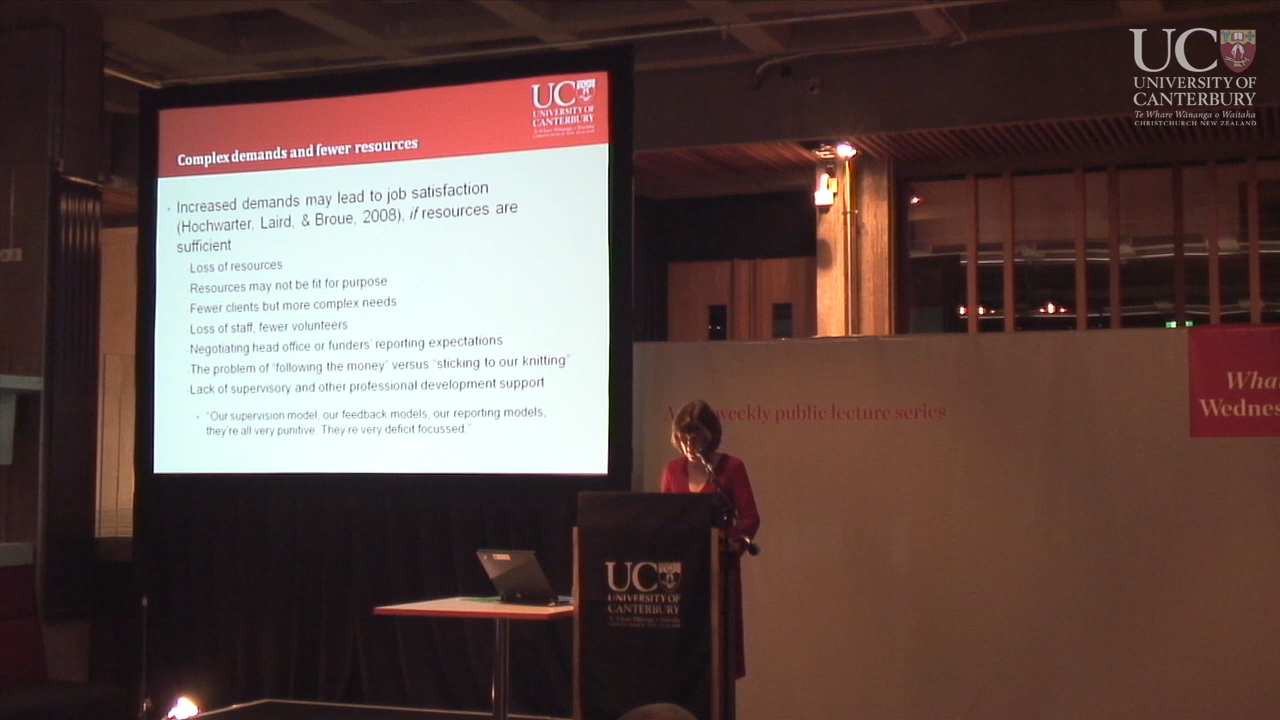 UC
UNIVERSITY OF
CANTERBURY
Te Whare Wānanga o Waitaha
CHRISTCHURCH NEW ZEALAND
UC
UNIVERSITY OF
CANTERBURY
Complex demands and fewer resources
· Increased demands may lead to job satisfaction
(Hochwarter, Laird, & Broue, 2008), if resources are
sufficient
·Loss of resources
·Resources may not be fit for purpose
·Fewer clients but more complex needs
·Loss of staff, fewer volunteers
·Negotiating head office or funders' reporting expectations
·The problem of "following the money" versus "sticking to our knitting"
·Lack of supervisory and other professional development support
• "Our supervision model, our feedback models, our reporting models,
they're all very punitive. They're very deficit focussed."
weekly public lecture series
What
Wednes
UC
UNIVERSITY OF
CANTERBURY